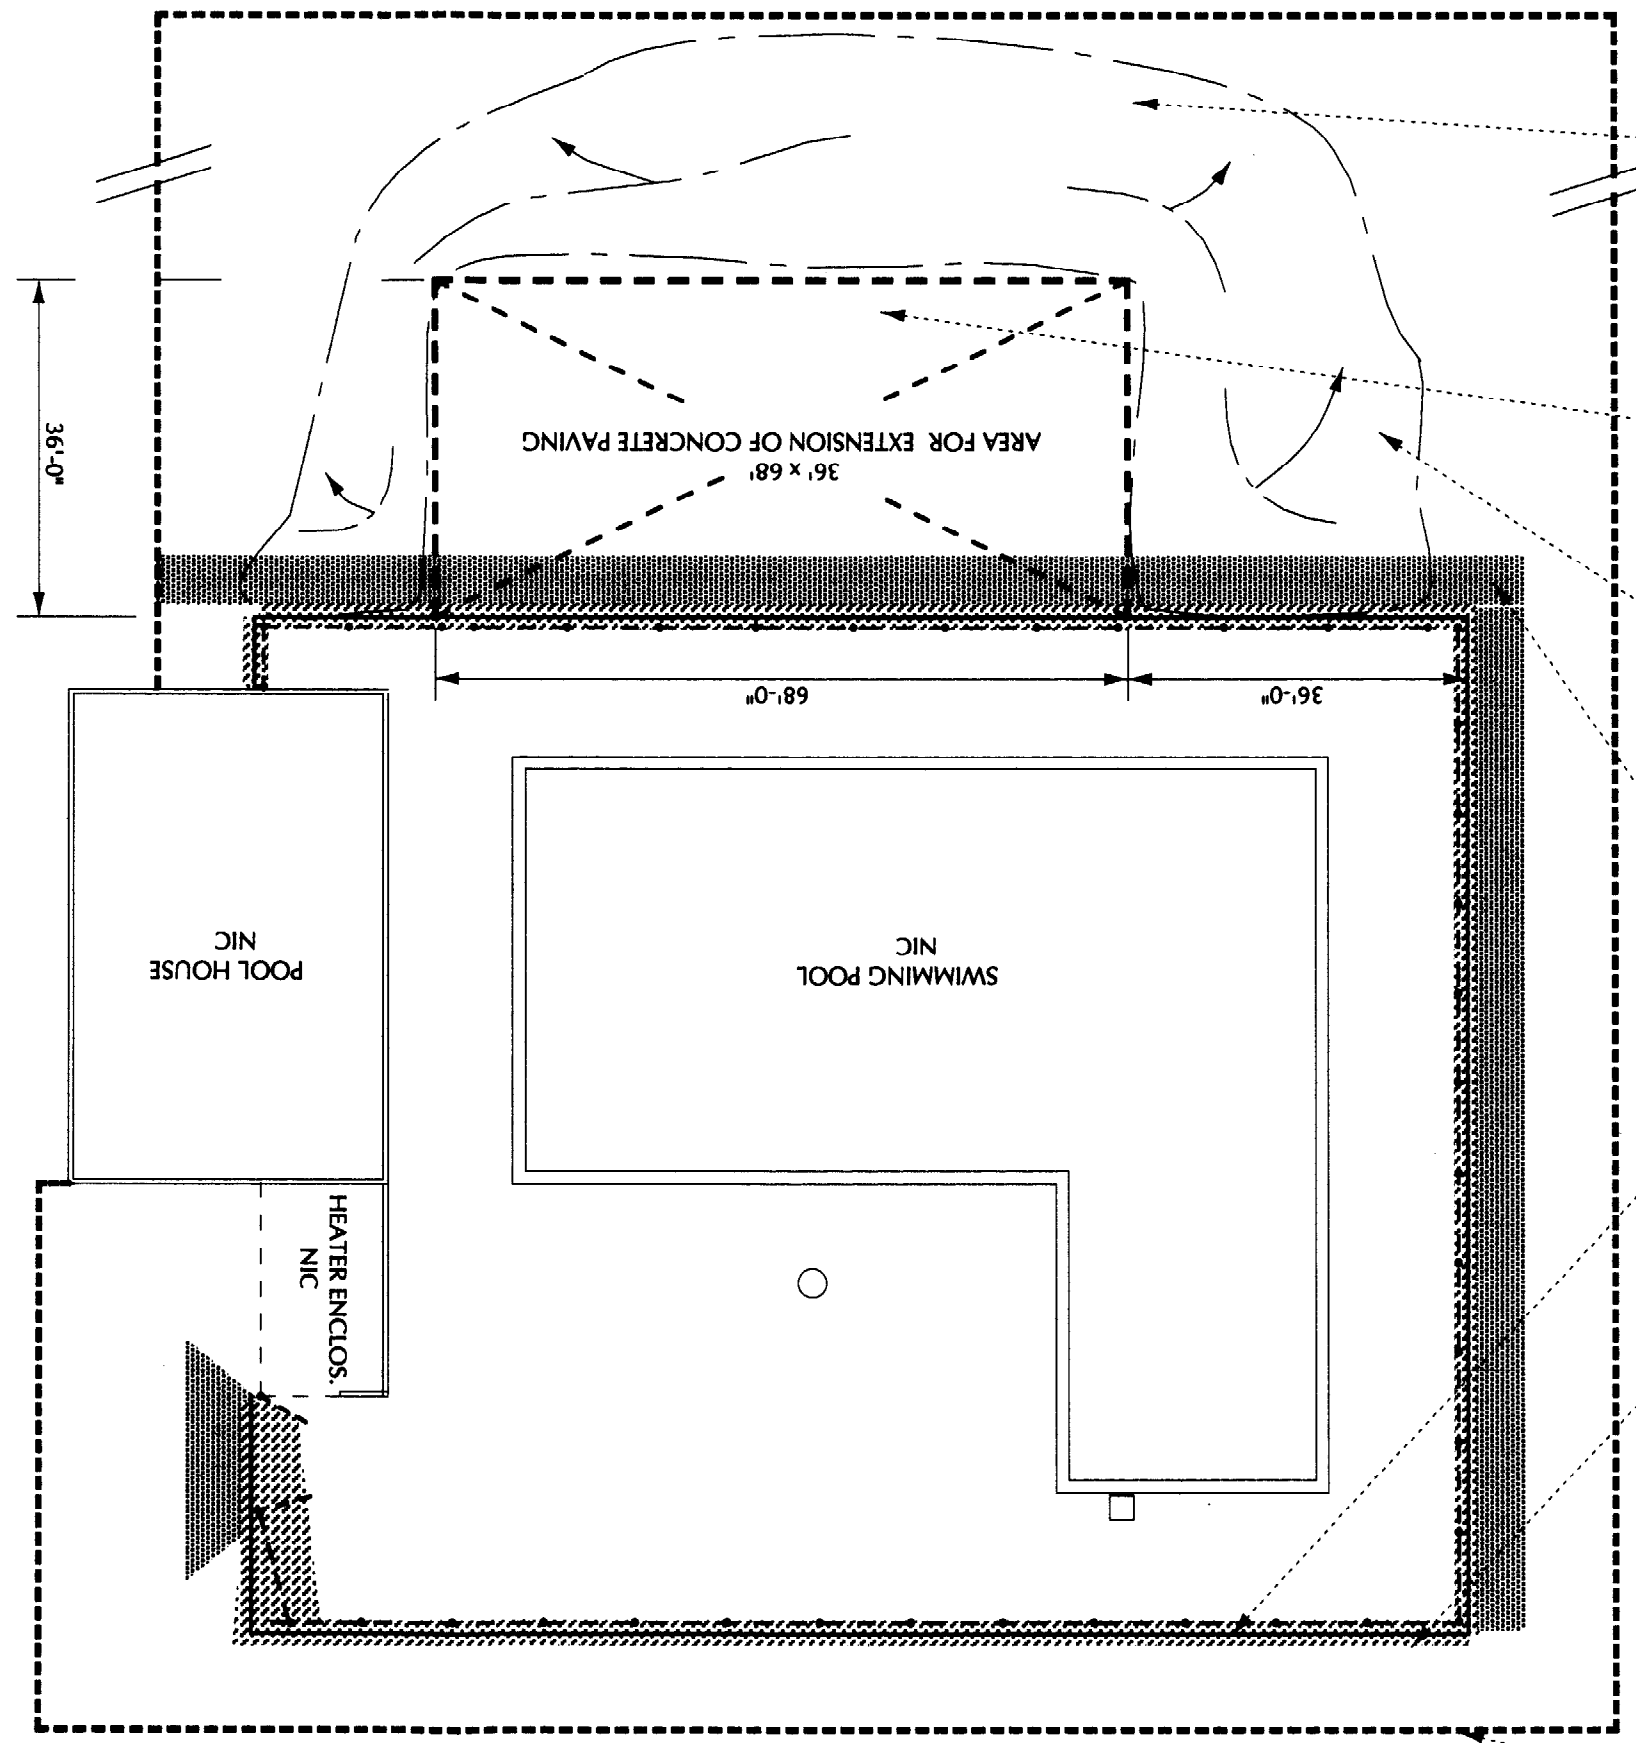 36'-0"
68'-0"
36'-0"
AREA FOR EXTENSION OF CONCRETE PAVING
36' x 68'
SWIMMING POOL
NIC
POOL HOUSE
NIC
HEATER ENCLOS.
NIC